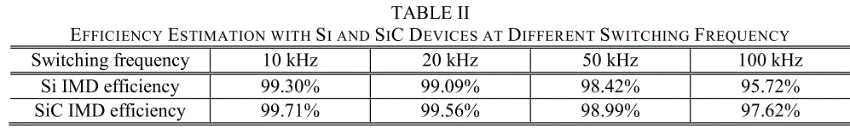 TABLE II
EFFICIENCY ESTIMATION WITH SI AND SIC DEVICES AT DIFFERENT SWITCHING FREQUENCY
Switching frequency 10 kHz 20 kHz 50 kHz 100 kHz
Si IMD efficiency 99.30% 99.09% 98.42% 95.72%
SiC IMD efficiency 99.71% 99.56% 98.99% 97.62%